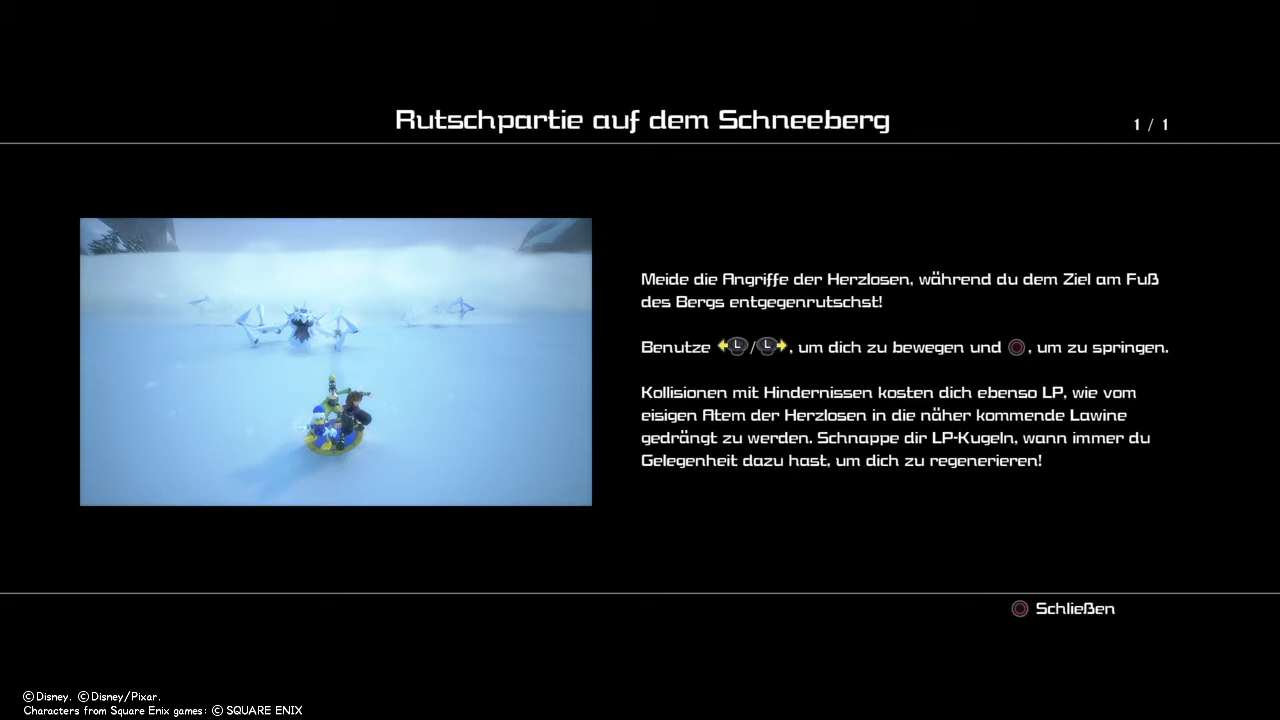 Rutschpartie auf dem Schneeberg
1 / 1
Meide die Angriffe der Herzlosen, während du dem Ziel am Fuß
des Bergs entgegenrutschst!
Benutze L/L, um dich zu bewegen und , um zu springen.
Kollisionen mit Hindernissen kosten dich ebenso LP, wie vom
eisigen Atem der Herzlosen in die näher kommende Lawine
gedrängt zu werden. Schnappe dir LP-Kugeln, wann immer du
Gelegenheit dazu hast, um dich zu regenerieren!
Schließen
©Disney. ©Disney/Pixar.
Characters from Square Enix games: © SQUARE ENIX